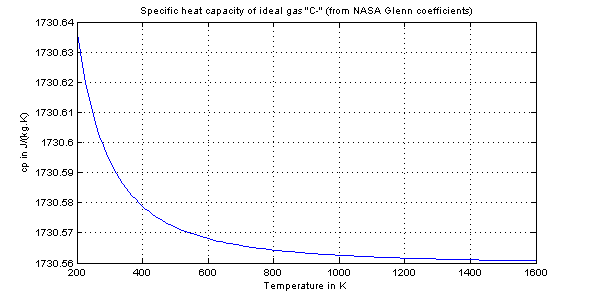 Specific heat capacity of ideal gas "C-" (from NASA Glenn coefficients)
1730.64
1730.63
1730.62
1730.61
1730.6
1730.59
1730.58
1730.57
1730.56
cp in J/(kg.K)
200 400 600 800 1000 1200 1400 1600
Temperature in K